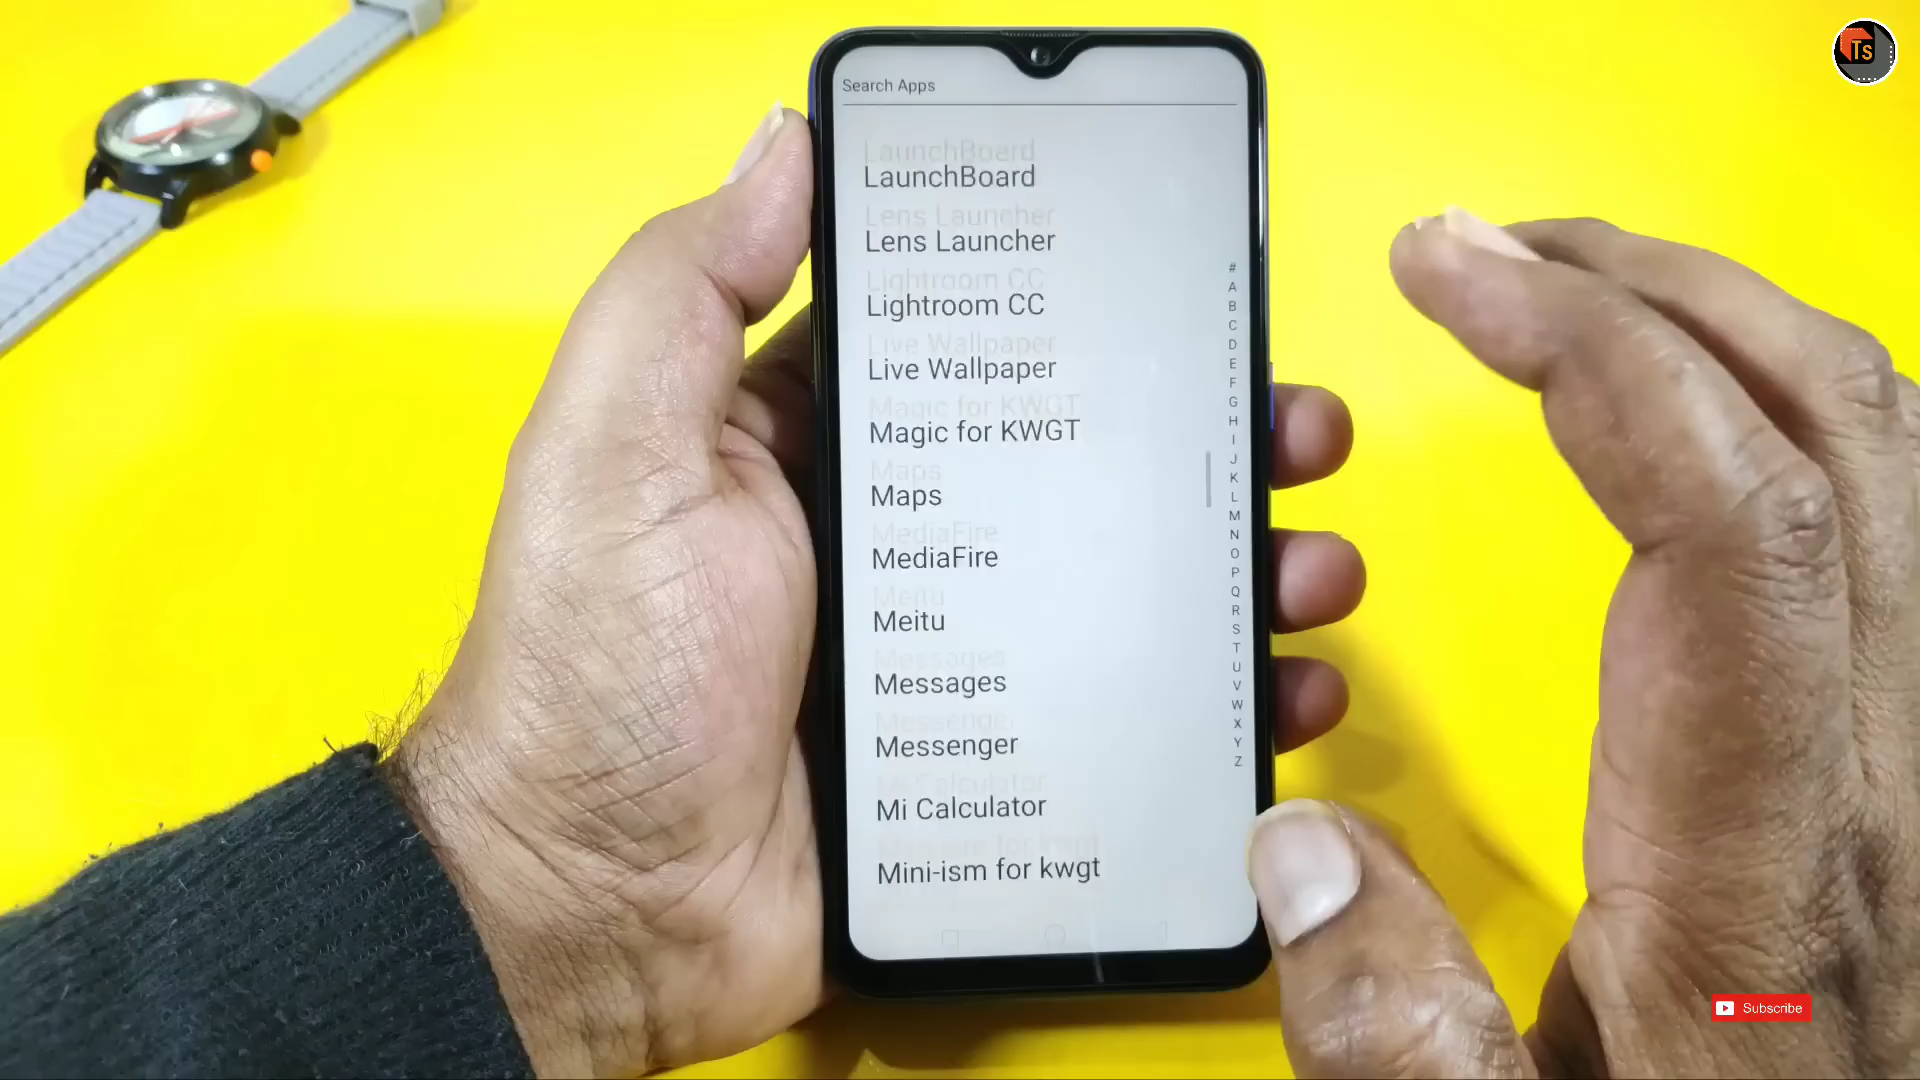 Ts
Search Apps
LaunchBoard
Lens Launcher
Lightroom CC
Live Wallpaper
Magic for KWGT
Maps
MediaFire
Meitu
Messages
Messenger
Mi Calculator
Mini-ism for kwgt
#
A
B
C
D
E
F
G
H
I
J
K
L
M
N
O
P
Q
R
S
T
U
V
W
X
Y
Z
Subscribe